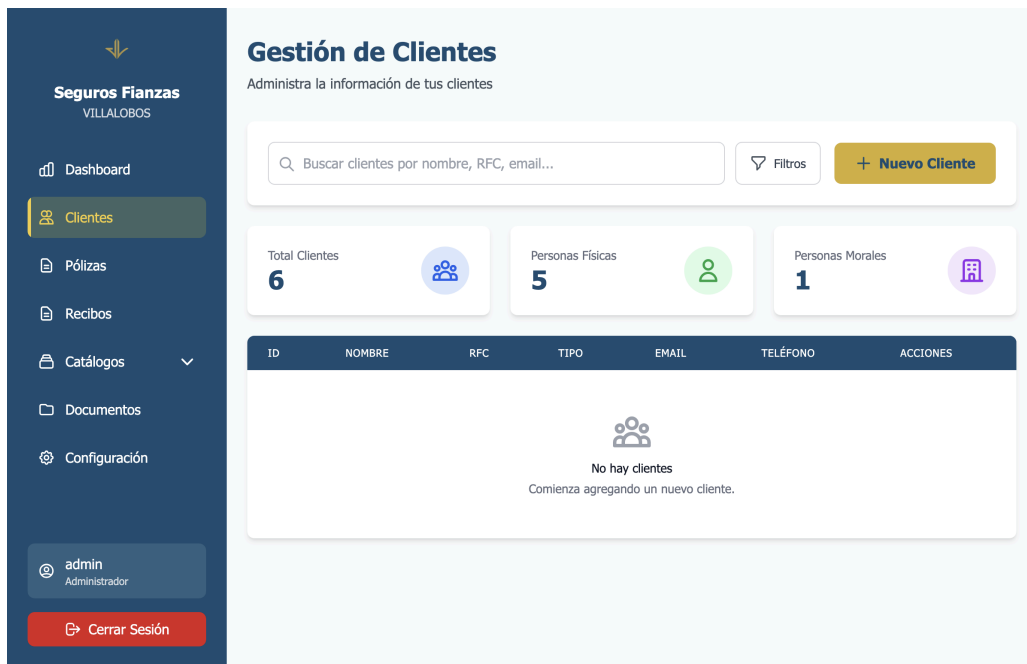 Seguros Fianzas
VILLALOBOS
Dashboard
Clientes
Pólizas
Recibos
Catálogos
Documentos
Configuración
admin
Administrador
Cerrar Sesión
Gestión de Clientes
Administra la información de tus clientes
Buscar clientes por nombre, RFC, email...
Filtros
+ Nuevo Cliente
Total Clientes
6
Personas Físicas
5
Personas Morales
1
ID NOMBRE RFC TIPO EMAIL TELÉFONO ACCIONES
No hay clientes
Comienza agregando un nuevo cliente.